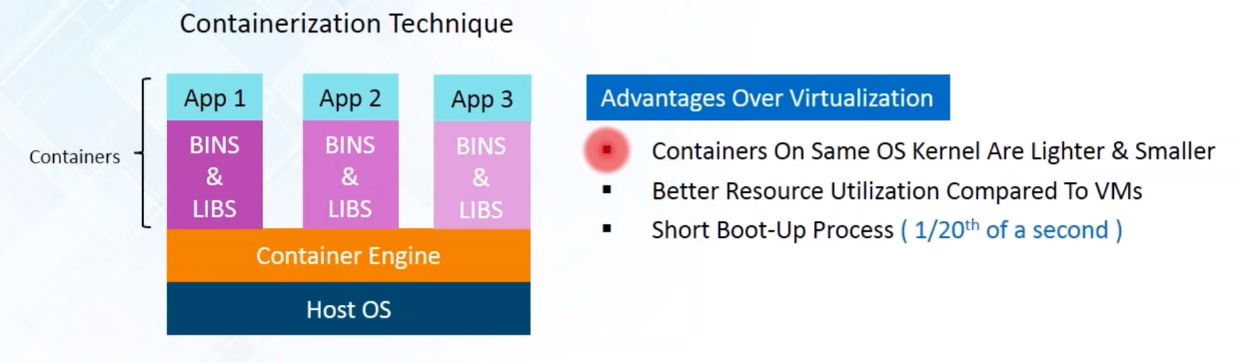 Containerization Technique
Containers
App 1
BINS
&
LIBS
App 2
BINS
&
LIBS
App 3
BINS
&
LIBS
Container Engine
Host OS
Advantages Over Virtualization
▪ Containers On Same OS Kernel Are Lighter & Smaller
▪ Better Resource Utilization Compared To VMs
▪ Short Boot-Up Process ( 1/20th of a second )